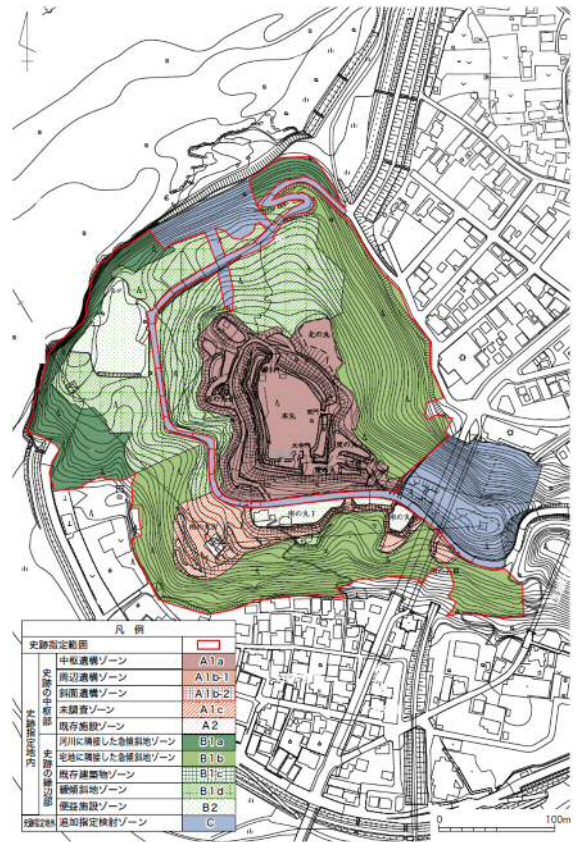 北の丸
本丸
南の丸1
凡例
史跡指定範囲
史跡指定地内
史跡の中枢部
中枢遺構ゾーン A1a
周辺遺構ゾーン A1b-1
斜面遺構ゾーン A1b-2
未調査ゾーン A1c
既存施設ゾーン A2
史跡の縁辺部
河川に隣接した急傾斜地ゾーン B1a
宅地に隣接した急傾斜地ゾーン B1b
既存建築物ゾーン B1c
緩傾斜地ゾーン B1d
便益施設ゾーン B2
追加指定検討ゾーン C
0 100m